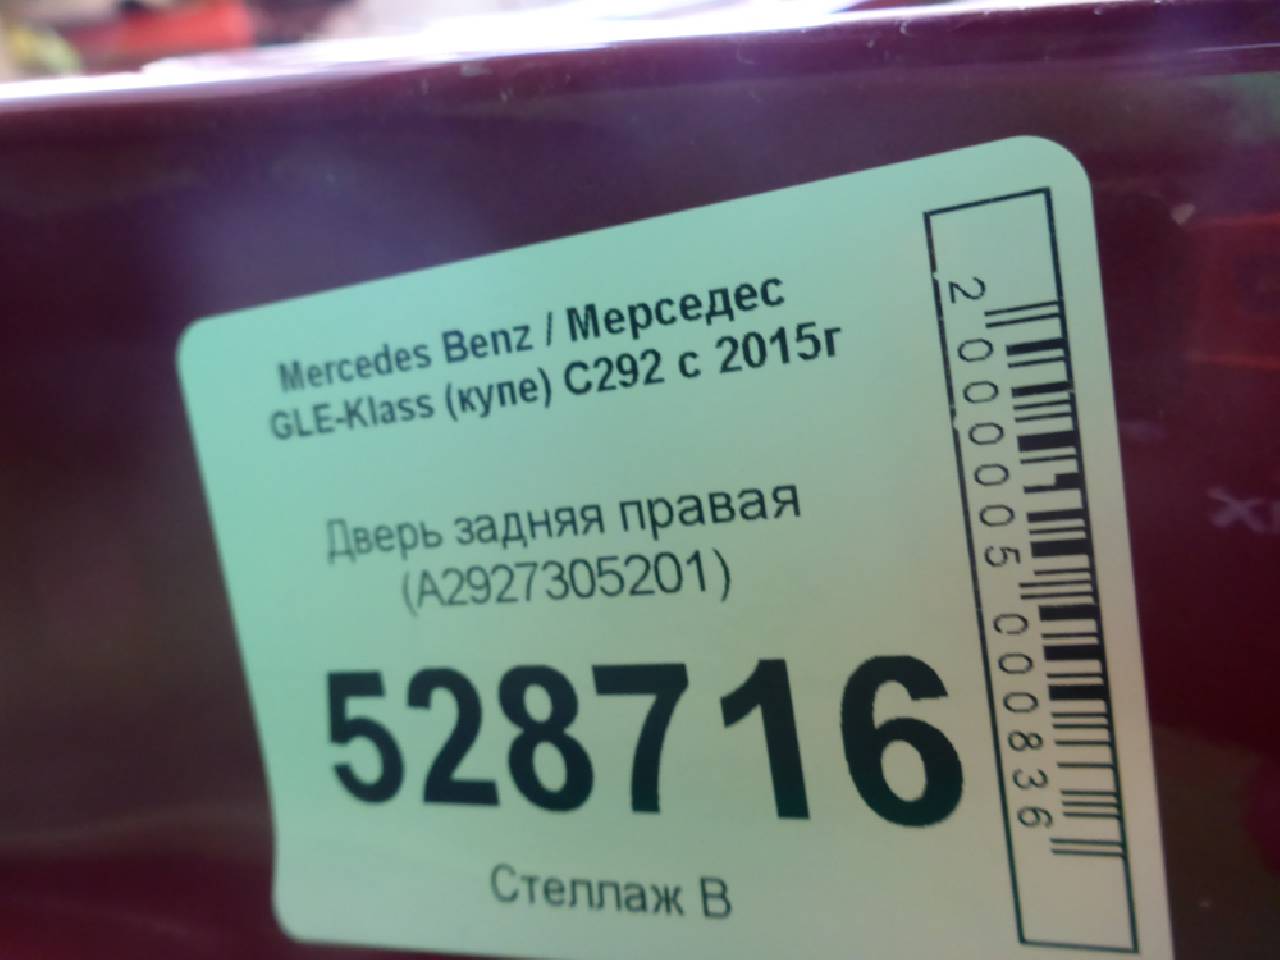 Mercedes Benz / Мерседес
GLE-Klass (купе) C292 с 2015г
Дверь задняя правая
(A2927305201)
528716
Стеллаж B
2000005000836